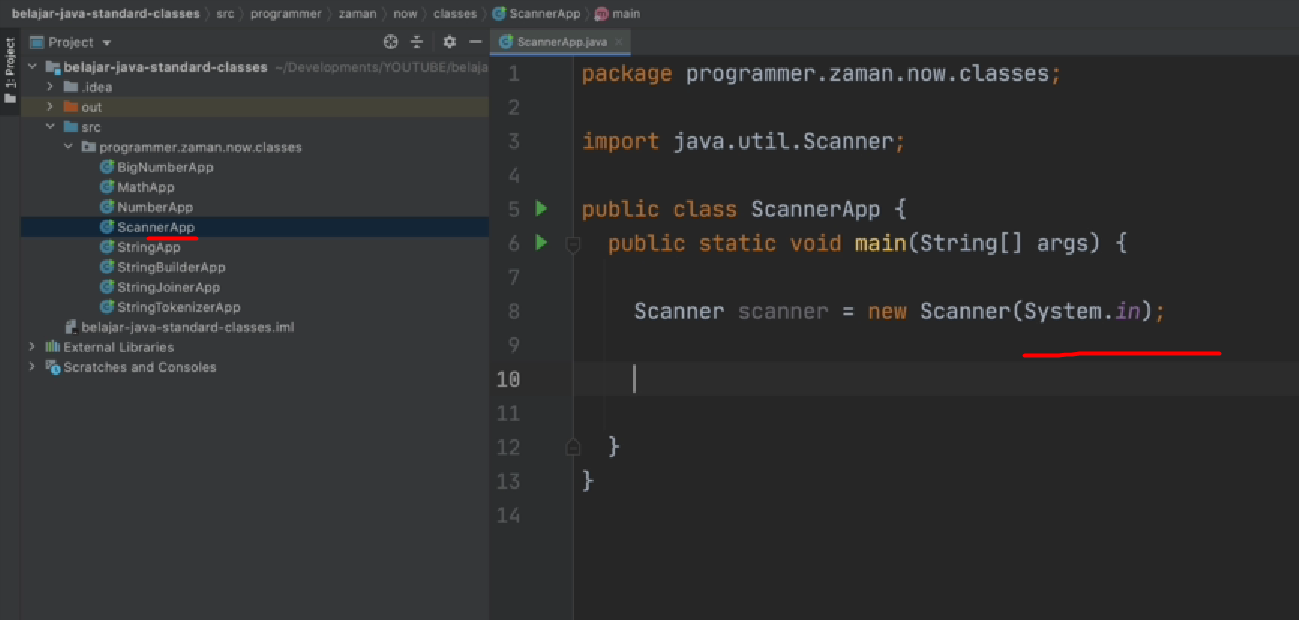 belajar-java-standard-classes src programmer zaman now classes ScannerApp main
1: Project
Project
belajar-java-standard-classes ~/Developments/YOUTUBE/belaja
.idea
out
src
programmer.zaman.now.classes
BigNumberApp
MathApp
NumberApp
ScannerApp
StringApp
StringBuilderApp
StringJoinerApp
StringTokenizerApp
belajar-java-standard-classes.iml
External Libraries
Scratches and Consoles
ScannerApp.java
1 package programmer.zaman.now.classes;
2
3 import java.util.Scanner;
4
5 public class ScannerApp {
6 public static void main(String[] args) {
7
8 Scanner scanner = new Scanner(System.in);
9
10
11
12 }
13 }
14